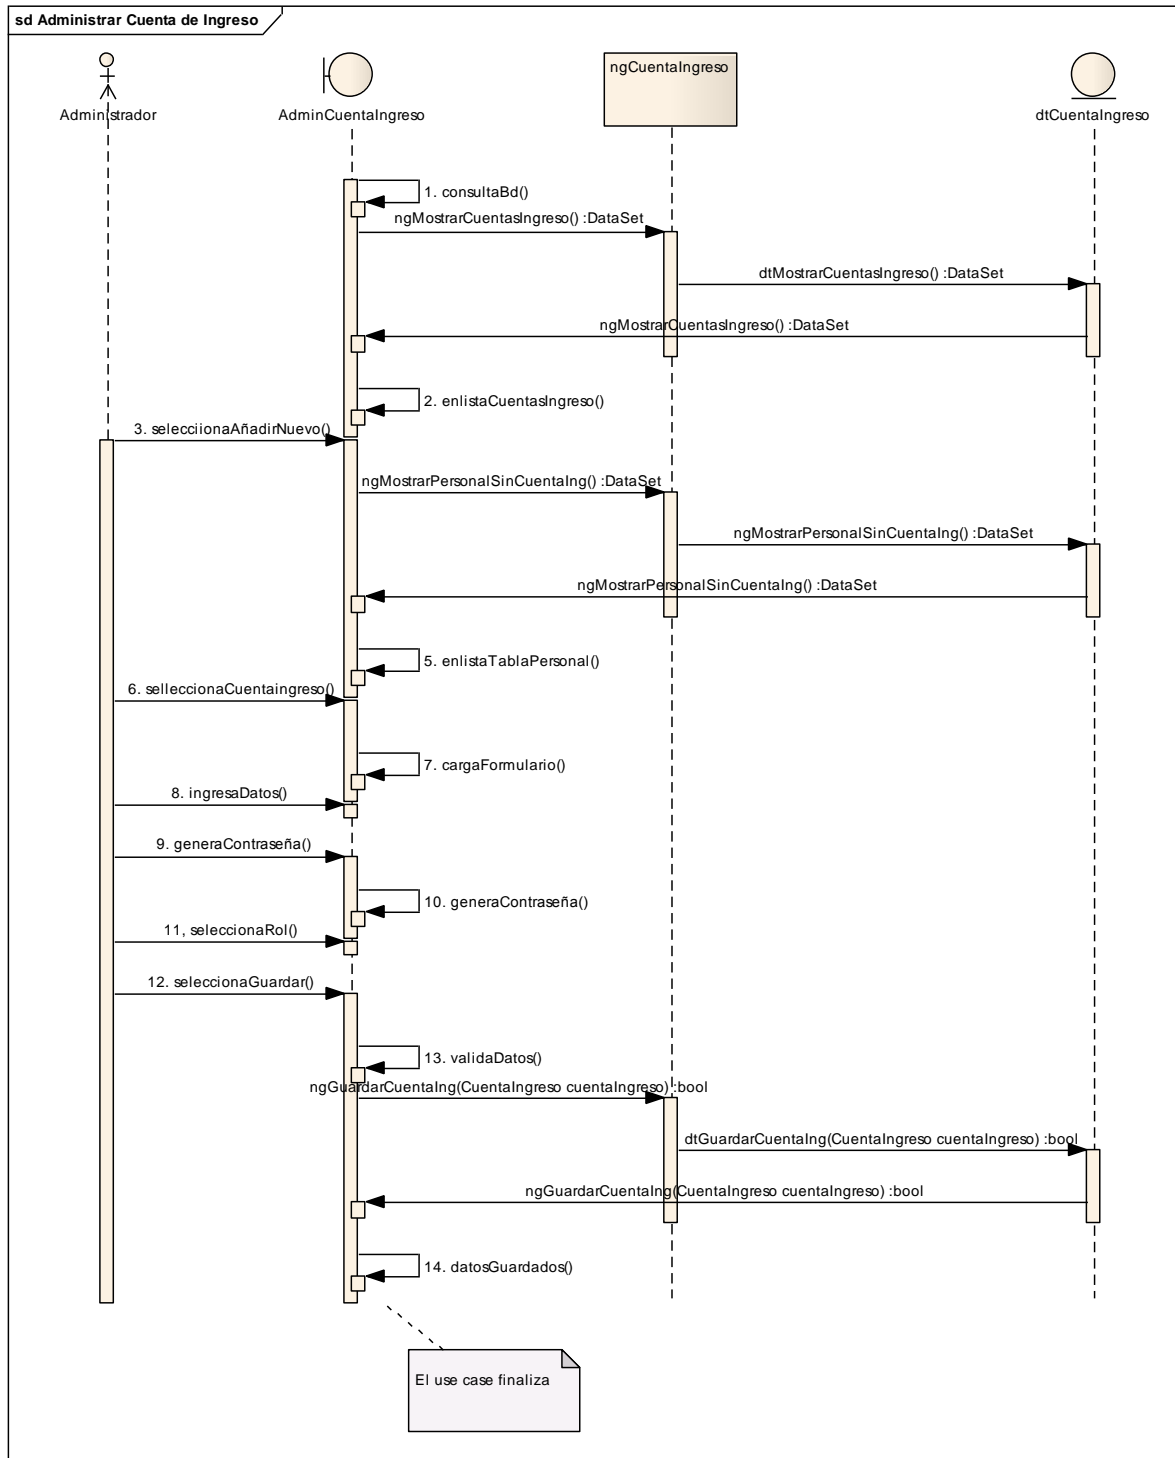 sd Administrar Cuenta de Ingreso
Administrador
AdminCuentaIngreso
ngCuentaIngreso
dtCuentaIngreso
1. consultaBd()
ngMostrarCuentasIngreso() :DataSet
dtMostrarCuentasIngreso() :DataSet
ngMostrarCuentasIngreso() :DataSet
2. enlistaCuentasIngreso()
3. selecciionaAñadirNuevo()
ngMostrarPersonalSinCuentaIng() :DataSet
ngMostrarPersonalSinCuentaIng() :DataSet
ngMostrarPersonalSinCuentaIng() :DataSet
5. enlistaTablaPersonal()
6. selleccionaCuentaingreso()
7. cargaFormulario()
8. ingresaDatos()
9. generaContraseña()
10. generaContraseña()
11, seleccionaRol()
12. seleccionaGuardar()
13. validaDatos()
ngGuardarCuentaIng(CuentaIngreso cuentaIngreso) :bool
dtGuardarCuentaIng(CuentaIngreso cuentaIngreso) :bool
ngGuardarCuentaIng(CuentaIngreso cuentaIngreso) :bool
14. datosGuardados()
El use case finaliza